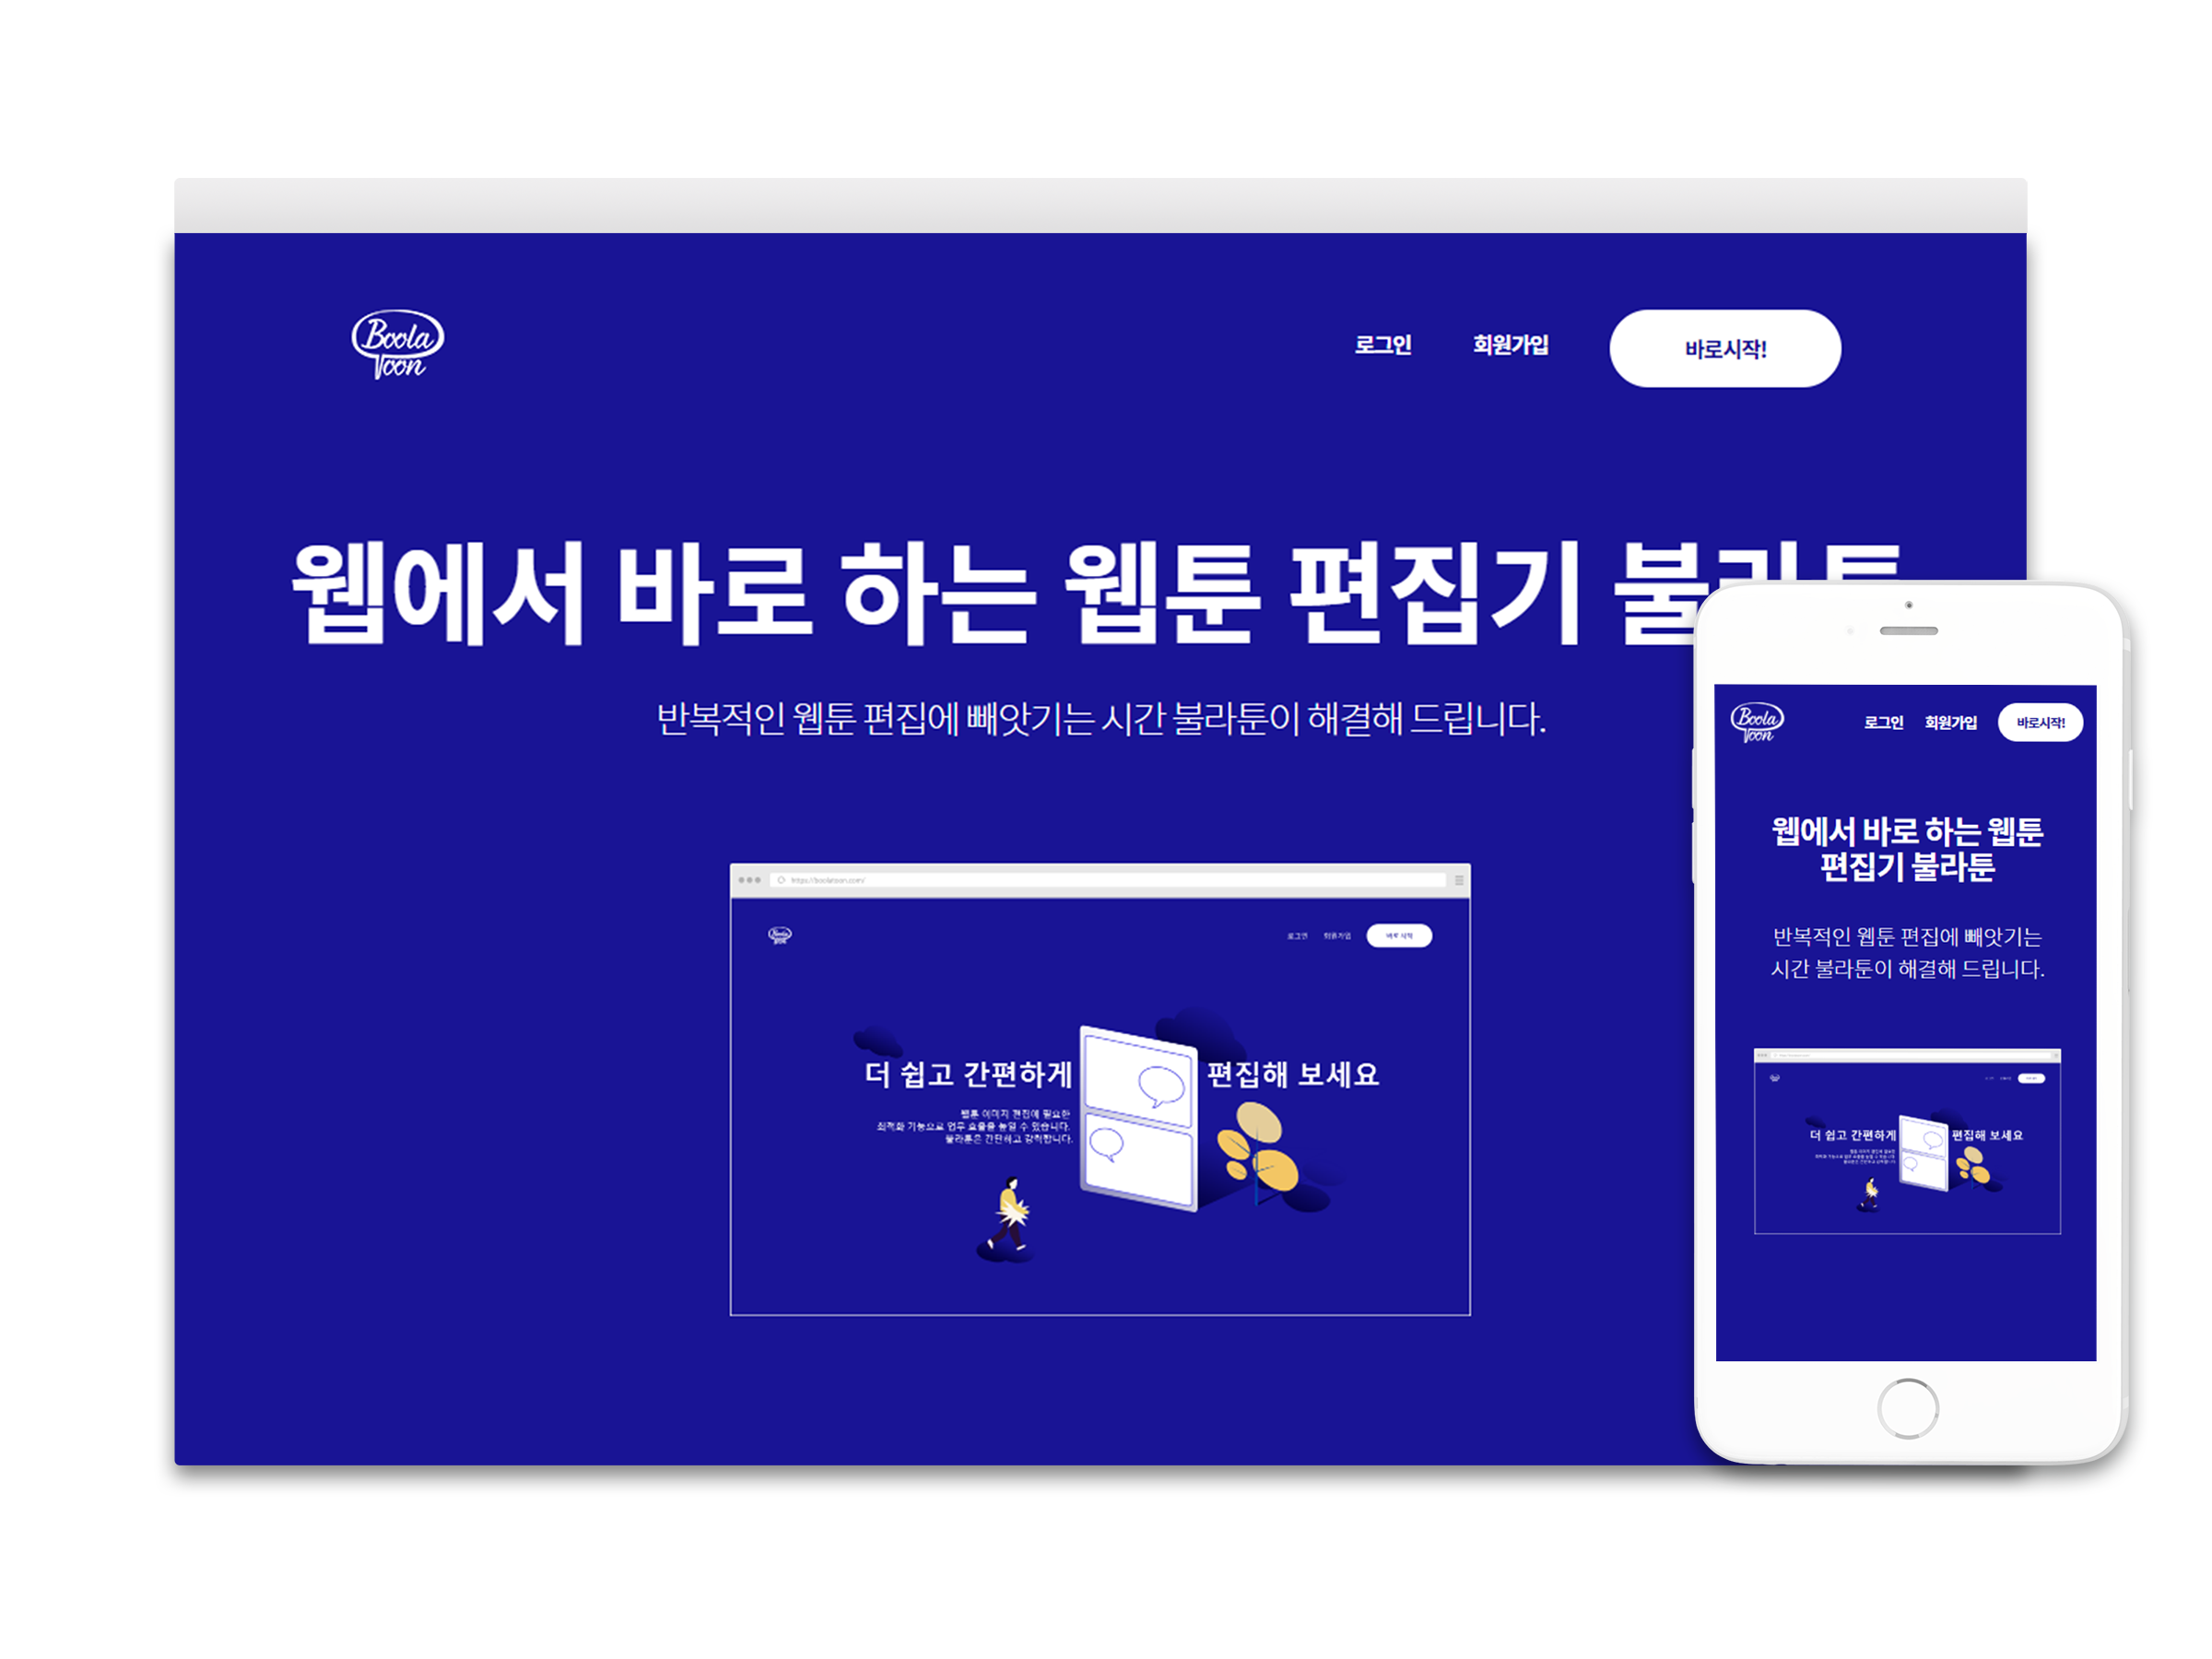 Boola
Toon
로그인
회원가입
바로시작!
웹에서 바로 하는 웹툰 편집기 불라툰
반복적인 웹툰 편집에 빼앗기는 시간 불라툰이 해결해 드립니다.
https://boolatoon.com/
Boola
Toon
로그인
회원가입
바로 시작
더 쉽고 간편하게
편집해 보세요
웹툰 이미지 편집에 필요한
최적화 기능으로 업무 효율을 높일 수 있습니다.
불라툰은 간단하고 강력합니다.
Boola
Toon
로그인
회원가입
바로시작!
웹에서 바로 하는 웹툰
편집기 불라툰
반복적인 웹툰 편집에 빼앗기는
시간 불라툰이 해결해 드립니다.
더 쉽고 간편하게
편집해 보세요